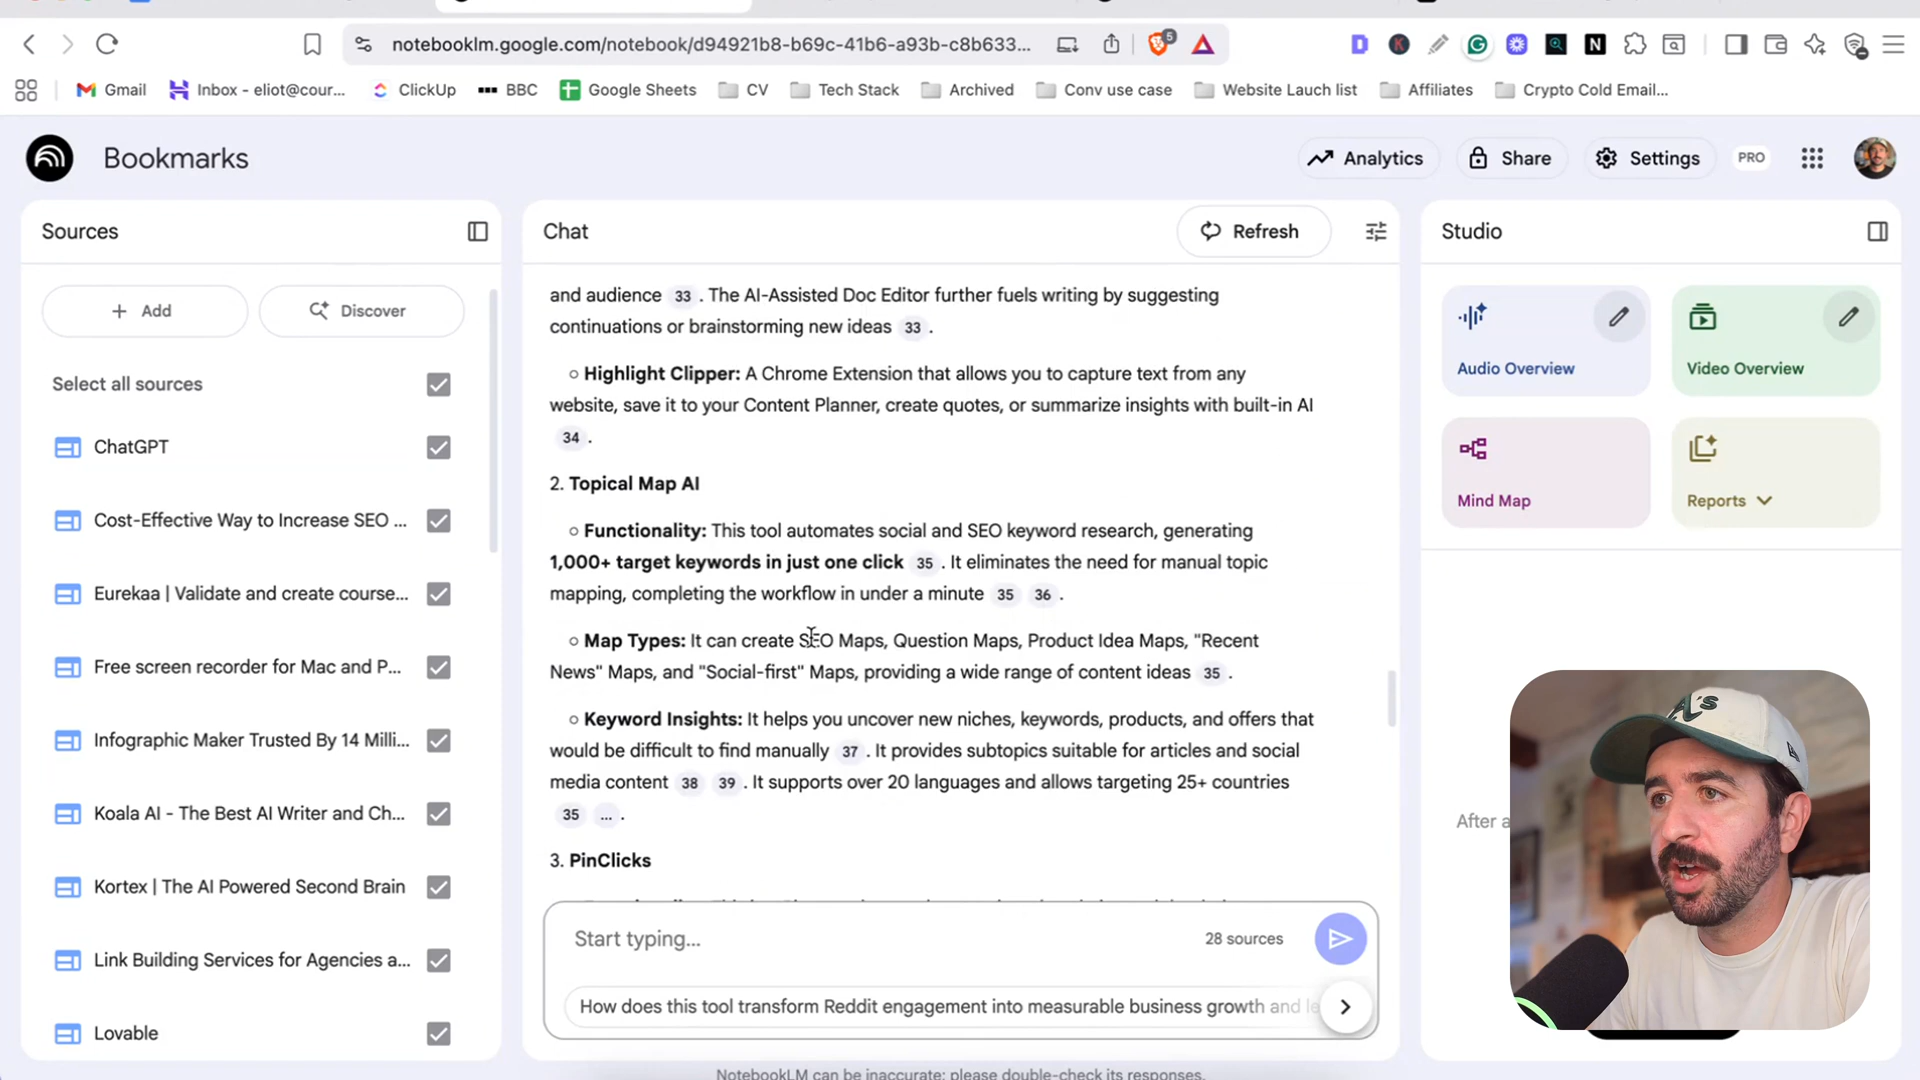 notebooklm.google.com/notebook/d94921b8-b69c-41b6-a93b-c8b633...
5
Gmail
Inbox - eliot@cour...
ClickUp
BBC
Google Sheets
CV
Tech Stack
Archived
Conv use case
Website Lauch list
Affiliates
Crypto Cold Email...
Bookmarks
Analytics
Share
Settings
PRO
Sources
Add
Discover
Select all sources
ChatGPT
Cost-Effective Way to Increase SEO ...
Eurekaa | Validate and create course...
Free screen recorder for Mac and P...
Infographic Maker Trusted By 14 Milli...
Koala AI - The Best AI Writer and Ch...
Kortex | The AI Powered Second Brain
Link Building Services for Agencies a...
Lovable
Chat
Refresh
and audience 33 . The AI-Assisted Doc Editor further fuels writing by suggesting
continuations or brainstorming new ideas 33 .
○ Highlight Clipper: A Chrome Extension that allows you to capture text from any
website, save it to your Content Planner, create quotes, or summarize insights with built-in AI
34 .
2. Topical Map AI
○ Functionality: This tool automates social and SEO keyword research, generating
1,000+ target keywords in just one click 35 . It eliminates the need for manual topic
mapping, completing the workflow in under a minute 35 36 .
○ Map Types: It can create SEO Maps, Question Maps, Product Idea Maps, "Recent
News" Maps, and "Social-first" Maps, providing a wide range of content ideas 35 .
○ Keyword Insights: It helps you uncover new niches, keywords, products, and offers that
would be difficult to find manually 37 . It provides subtopics suitable for articles and social
media content 38 39 . It supports over 20 languages and allows targeting 25+ countries
35 ... .
3. PinClicks
Start typing...
28 sources
How does this tool transform Reddit engagement into measurable business growth and le
NotebookLM can be inaccurate; please double-check its responses.
Studio
Audio Overview
Video Overview
Mind Map
Reports
After a